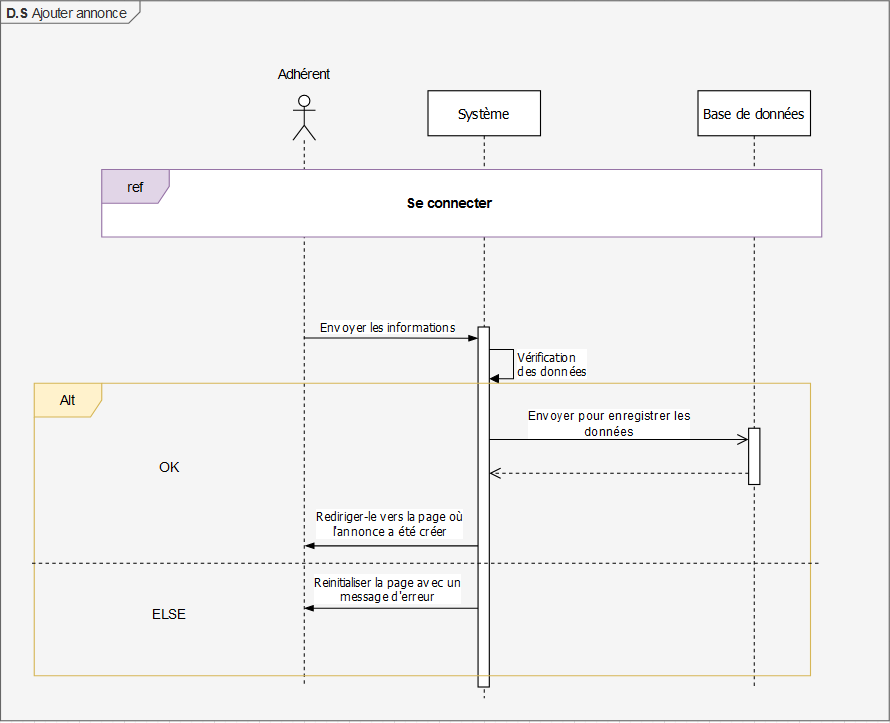 D.S Ajouter annonce
Adhérent
Système
Base de données
ref
Se connecter
Envoyer les informations
Vérification
des données
Alt
Envoyer pour enregistrer les
données
OK
Rediriger-le vers la page où
l'annonce a été créer
Reinitialiser la page avec un
message d'erreur
ELSE